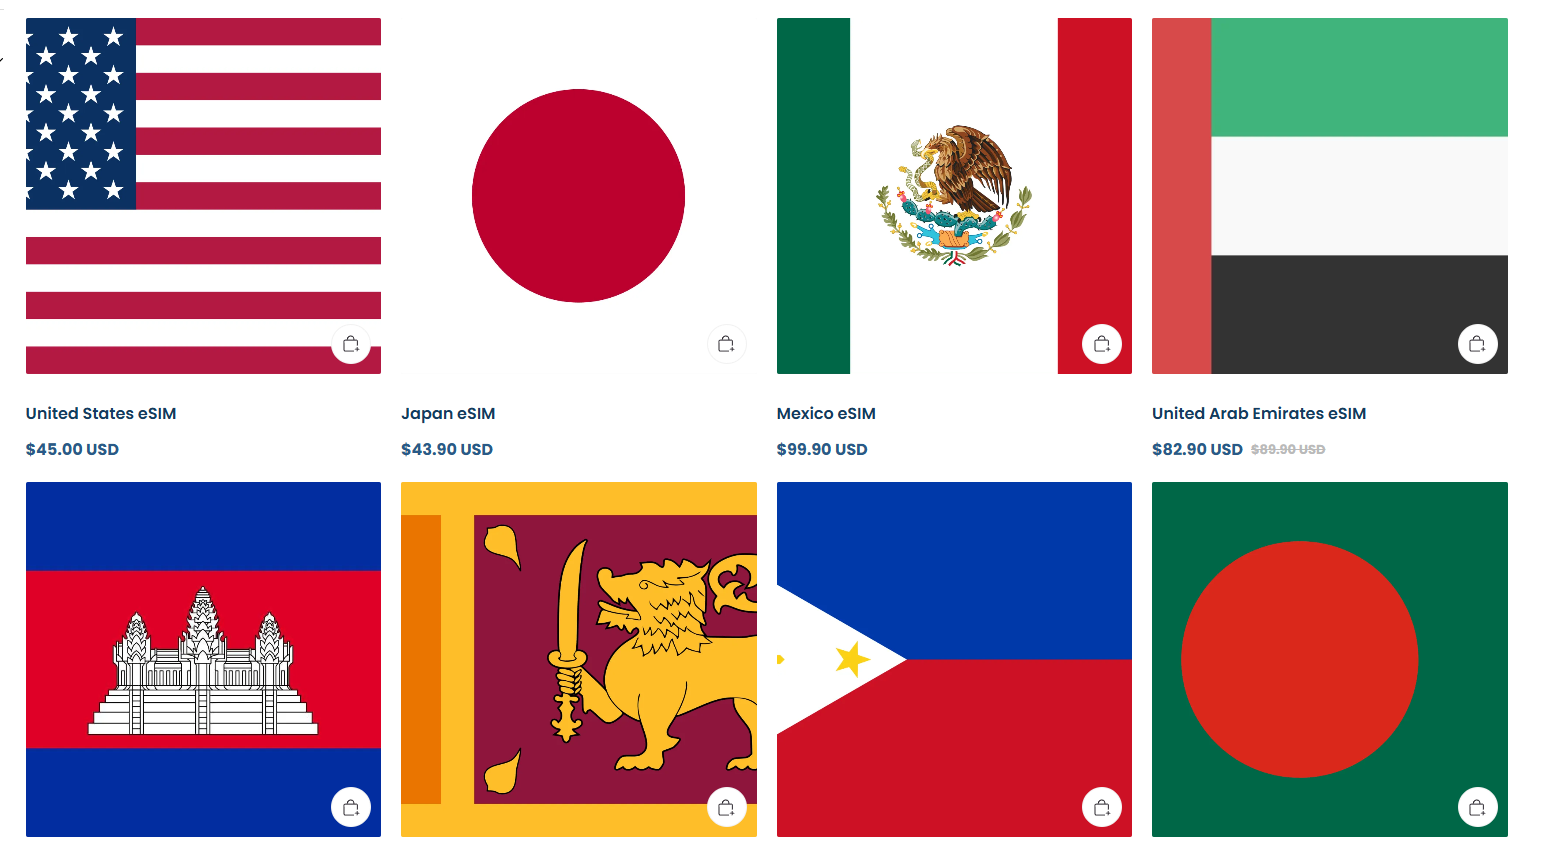 United States eSIM
$45.00 USD
Japan eSIM
$43.90 USD
Mexico eSIM
$99.90 USD
United Arab Emirates eSIM
$82.90 USD $89.90 USD